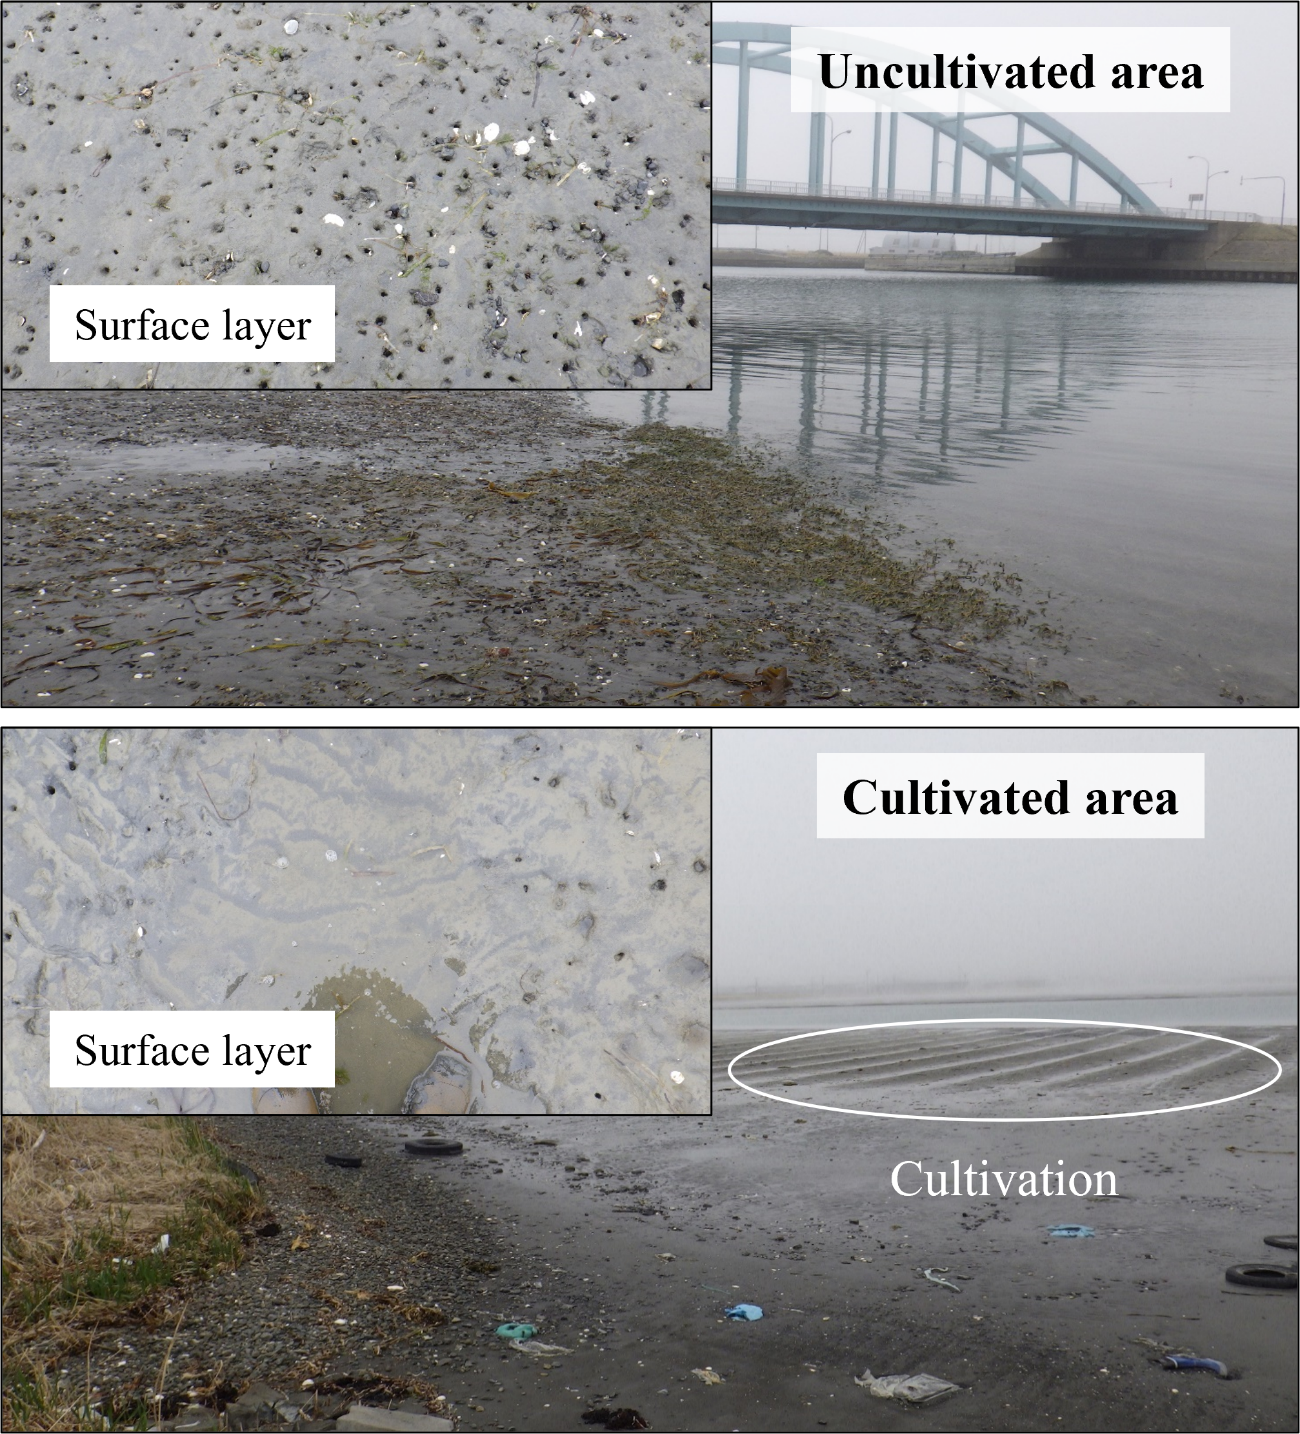 Uncultivated area
Surface layer
Cultivated area
Surface layer
Cultivation